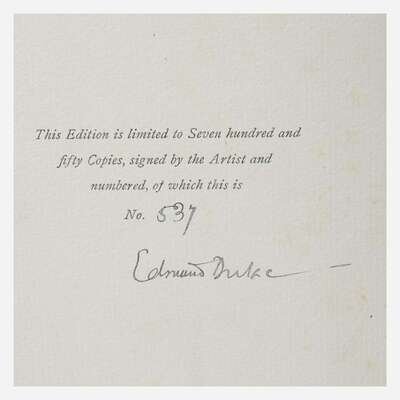 This Edition is limited to Seven hundred and
fifty Copies, signed by the Artist and
numbered, of which this is
No. 537
Edmund Dulac